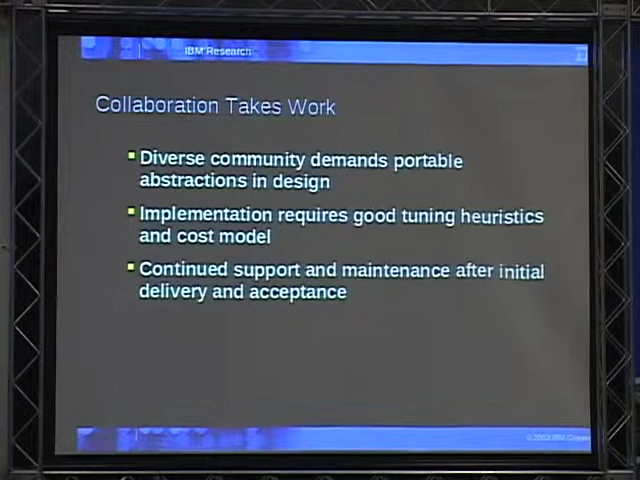 IBM Research
Collaboration Takes Work
Diverse community demands portable
abstractions in design
Implementation requires good tuning heuristics
and cost model
Continued support and maintenance after initial
delivery and acceptance
IBM